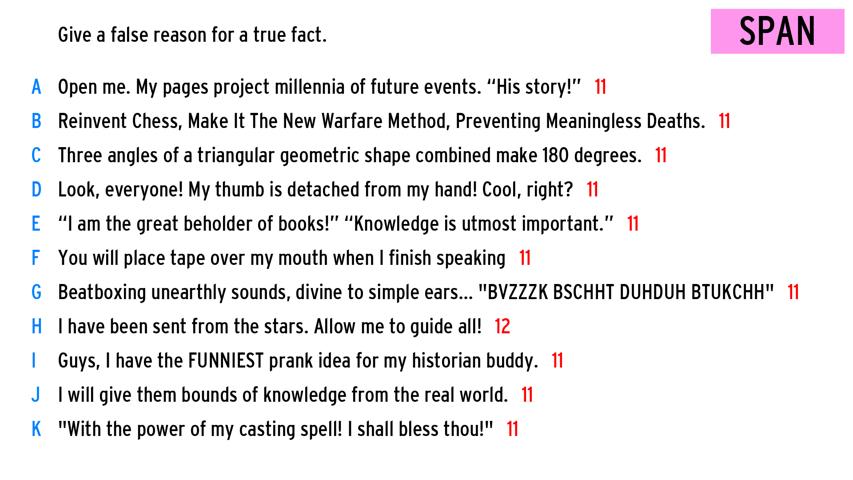 Give a false reason for a true fact.
SPAN
A Open me. My pages project millennia of future events. “His story!” 11
B Reinvent Chess, Make It The New Warfare Method, Preventing Meaningless Deaths. 11
C Three angles of a triangular geometric shape combined make 180 degrees. 11
D Look, everyone! My thumb is detached from my hand! Cool, right? 11
E “I am the great beholder of books!” “Knowledge is utmost important.” 11
F You will place tape over my mouth when I finish speaking 11
G Beatboxing unearthly sounds, divine to simple ears... "BVZZZK BSCHHT DUHDUH BTUKCHH" 11
H I have been sent from the stars. Allow me to guide all! 12
I Guys, I have the FUNNIEST prank idea for my historian buddy. 11
J I will give them bounds of knowledge from the real world. 11
K "With the power of my casting spell! I shall bless thou!" 11